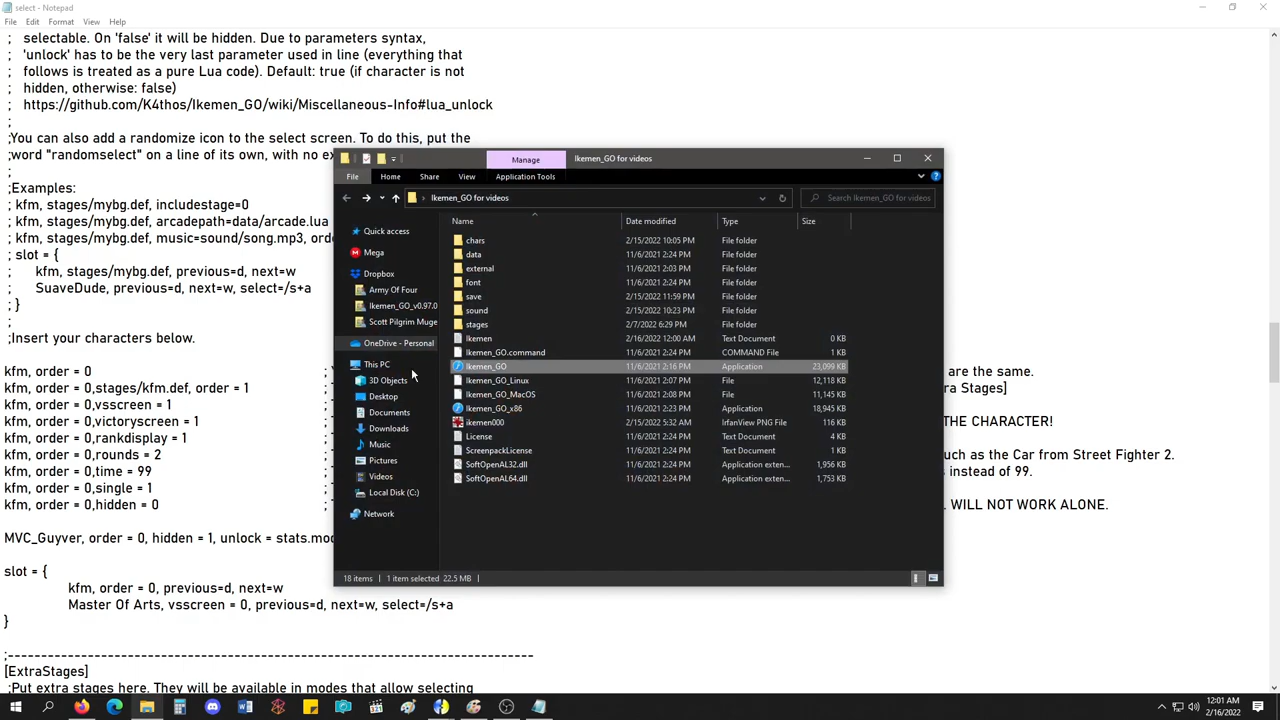 select - Notepad
File Edit Format View Help
; selectable. On 'false' it will be hidden. Due to parameters syntax,
; 'unlock' has to be the very last parameter used in line (everything that
; follows is treated as a pure Lua code). Default: true (if character is not
; hidden, otherwise: false)
; https://github.com/K4thos/Ikemen_GO/wiki/Miscellaneous-Info#lua_unlock
;
;You can also add a randomize icon to the select screen. To do this, put the
;word "randomselect" on a line of its own, with no ex
;
;Examples:
; kfm, stages/mybg.def, includestage=0
; kfm, stages/mybg.def, arcadepath=data/arcade.lua
; kfm, stages/mybg.def, music=sound/song.mp3, ord
; slot = {
; kfm, stages/mybg.def, previous=d, next=w
; SuaveDude, previous=d, next=w, select=/s+a
; }
;
;Insert your characters below.
kfm, order = 0 ; are the same.
kfm, order = 0,stages/kfm.def, order = 1 ; ra Stages]
kfm, order = 0,vsscreen = 1 ;
kfm, order = 0,victoryscreen = 1 ; THE CHARACTER!
kfm, order = 0,rankdisplay = 1 ;
kfm, order = 0,rounds = 2 ; uch as the Car from Street Fighter 2.
kfm, order = 0,time = 99 ; s instead of 99.
kfm, order = 0,single = 1 ;
kfm, order = 0,hidden = 0 ; WILL NOT WORK ALONE.
MVC_Guyver, order = 0, hidden = 1, unlock = stats.mod
slot = {
kfm, order = 0, previous=d, next=w
Master Of Arts, vsscreen = 0, previous=d, next=w, select=/s+a
}
;-----------------------------------------------------------------------------
[ExtraStages]
;Put extra stages here. They will be available in modes that allow selecting
Manage Ikemen_GO for videos
File Home Share View Application Tools
Ikemen_GO for videos Search Ikemen_GO for videos
Quick access
Mega
Dropbox
Army Of Four
Ikemen_GO_v0.97.0
Scott Pilgrim Muge
OneDrive - Personal
This PC
3D Objects
Desktop
Documents
Downloads
Music
Pictures
Videos
Local Disk (C:)
Network
Name Date modified Type Size
chars 2/15/2022 10:05 PM File folder
data 11/6/2021 2:24 PM File folder
external 11/6/2021 2:03 PM File folder
font 11/6/2021 2:24 PM File folder
save 2/15/2022 11:59 PM File folder
sound 2/15/2022 10:23 PM File folder
stages 2/7/2022 6:29 PM File folder
Ikemen 2/16/2022 12:00 AM Text Document 0 KB
Ikemen_GO.command 11/6/2021 2:24 PM COMMAND File 1 KB
Ikemen_GO 11/6/2021 2:16 PM Application 23,099 KB
Ikemen_GO_Linux 11/6/2021 2:07 PM File 12,118 KB
Ikemen_GO_MacOS 11/6/2021 2:08 PM File 11,145 KB
Ikemen_GO_x86 11/6/2021 2:23 PM Application 18,945 KB
ikemen000 2/15/2022 5:32 AM IrfanView PNG File 116 KB
License 11/6/2021 2:24 PM Text Document 4 KB
ScreenpackLicense 11/6/2021 2:24 PM Text Document 1 KB
SoftOpenAL32.dll 11/6/2021 2:24 PM Application exten... 1,956 KB
SoftOpenAL64.dll 11/6/2021 2:24 PM Application exten... 1,753 KB
18 items 1 item selected 22.5 MB
12:01 AM
2/16/2022